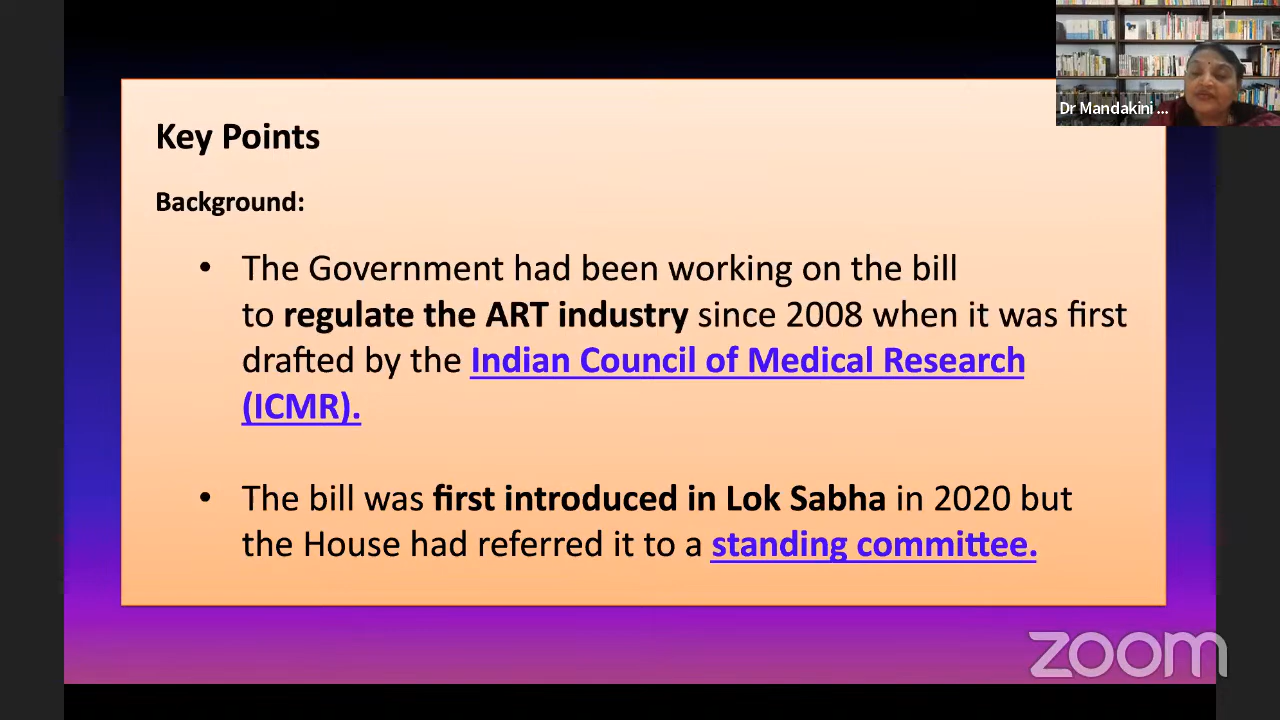 Key Points
Background:
• The Government had been working on the bill
to regulate the ART industry since 2008 when it was first
drafted by the Indian Council of Medical Research
(ICMR).
• The bill was first introduced in Lok Sabha in 2020 but
the House had referred it to a standing committee.
Dr Mandakini ...
zoom